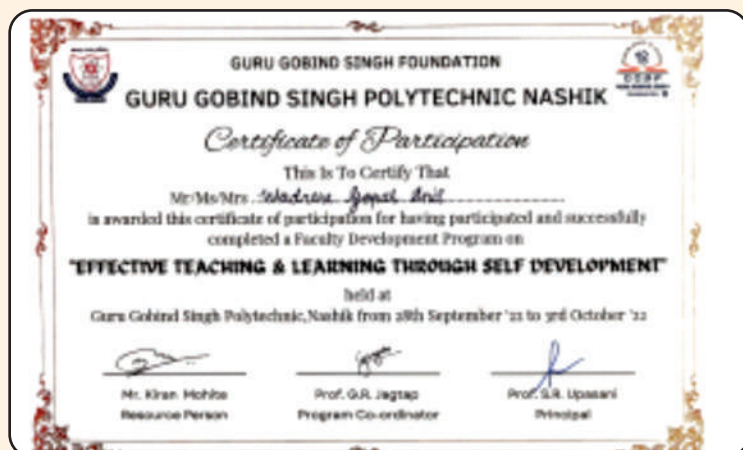 GURU GOBIND SINGH FOUNDATION
GURU GOBIND SINGH POLYTECHNIC NASHIK
Certificate of Participation
This Is To Certify That
Mr/Ms/Mrs. Gopal Anil
is awarded this certificate of participation for having participated and successfully
completed a Faculty Development Program on
"EFFECTIVE TEACHING & LEARNING THROUGH SELF DEVELOPMENT"
held at
Guru Gobind Singh Polytechnic, Nashik from 28th September to 3rd October
Mr. Kiran Mohite
Resource Person
Prof. G.R. Jagtap
Program Co-ordinator
Prof. S.R. Upasani
Principal